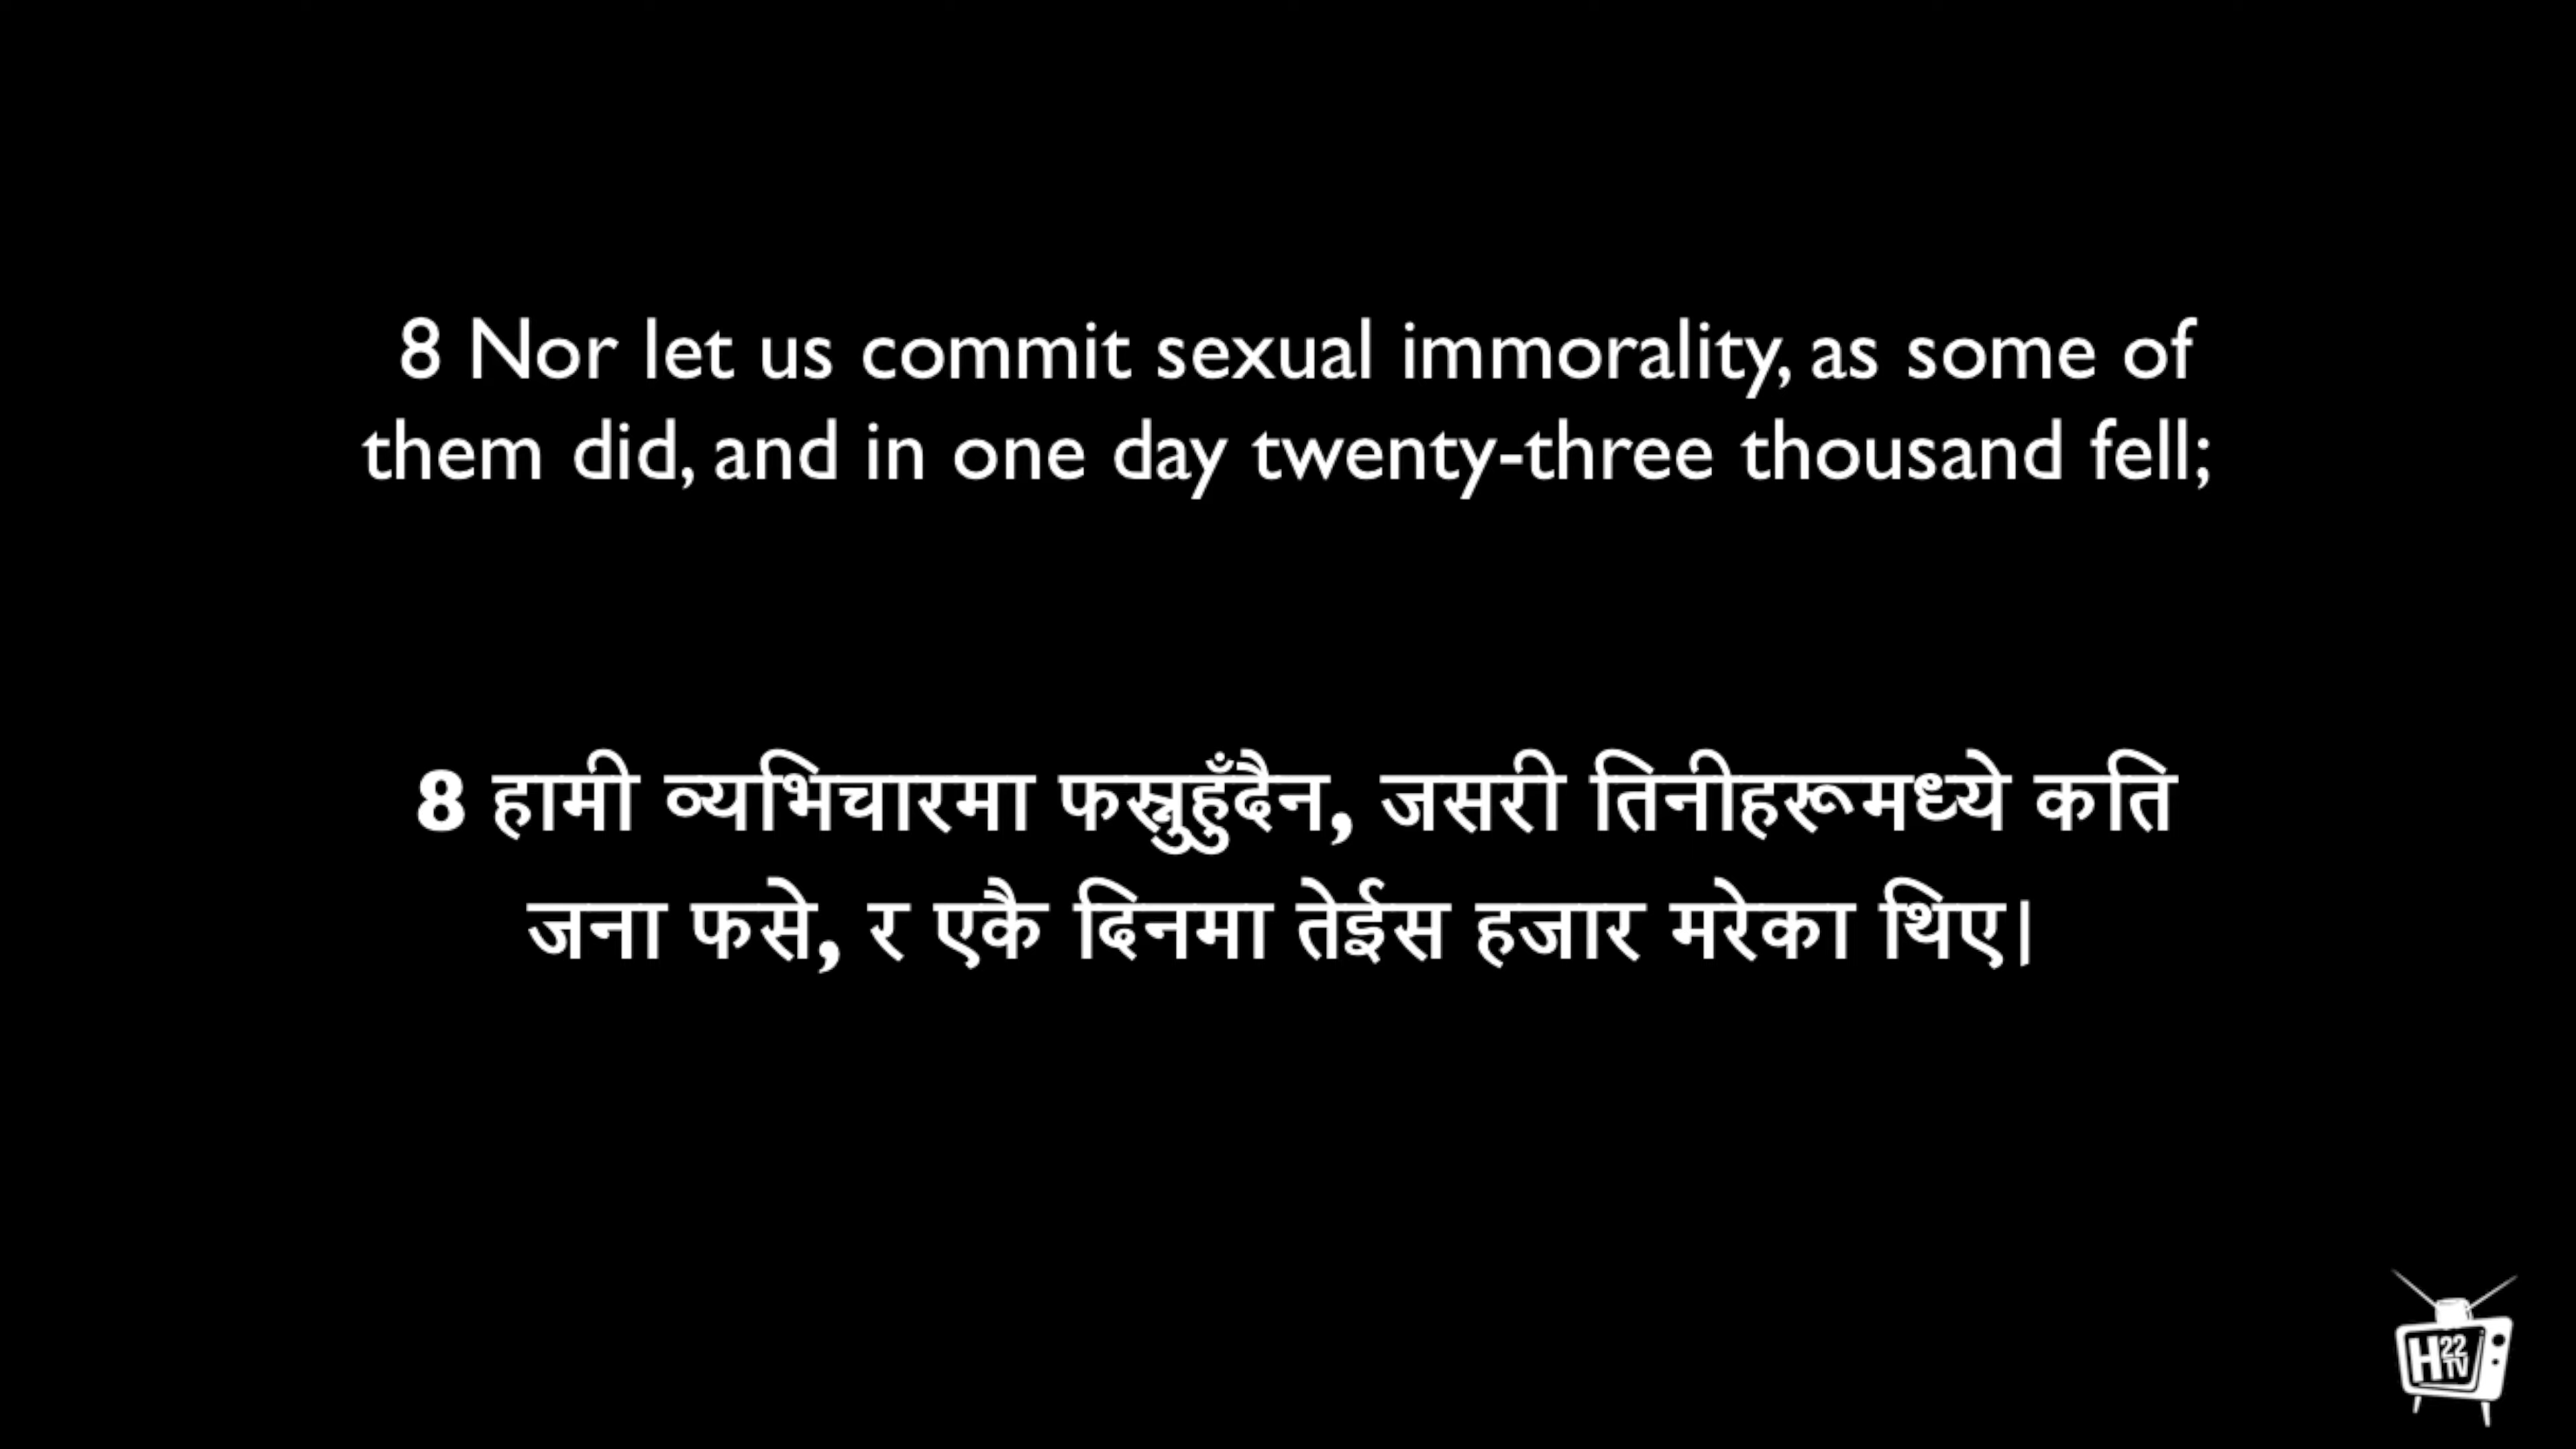 8 Nor let us commit sexual immorality, as some of
them did, and in one day twenty-three thousand fell;
8 हामी व्यभिचारमा फस्नुहुँदैन, जसरी तिनीहरूमध्ये कति
जना फसे, र एकै दिनमा तेईस हजार मरेका थिए।
H22
TV